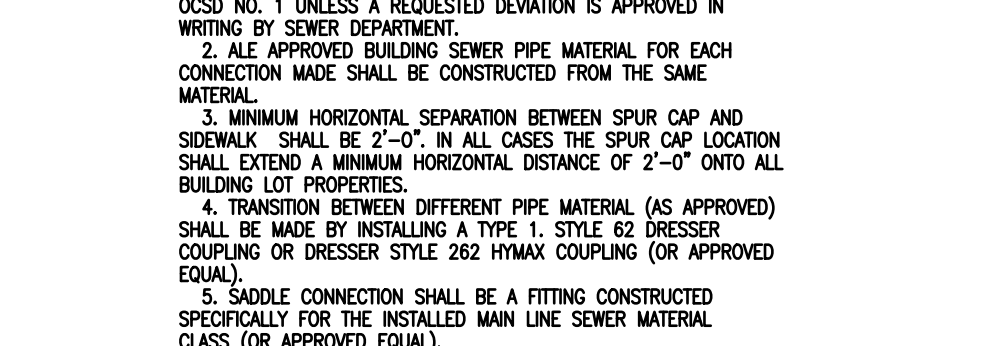 OCSD NO. 1 UNLESS A REQUESTED DEVIATION IS APPROVED IN
WRITING BY SEWER DEPARTMENT.
2. ALE APPROVED BUILDING SEWER PIPE MATERIAL FOR EACH
CONNECTION MADE SHALL BE CONSTRUCTED FROM THE SAME
MATERIAL.
3. MINIMUM HORIZONTAL SEPARATION BETWEEN SPUR CAP AND
SIDEWALK SHALL BE 2'-0". IN ALL CASES THE SPUR CAP LOCATION
SHALL EXTEND A MINIMUM HORIZONTAL DISTANCE OF 2'-0" ONTO ALL
BUILDING LOT PROPERTIES.
4. TRANSITION BETWEEN DIFFERENT PIPE MATERIAL (AS APPROVED)
SHALL BE MADE BY INSTALLING A TYPE 1. STYLE 62 DRESSER
COUPLING OR DRESSER STYLE 262 HYMAX COUPLING (OR APPROVED
EQUAL).
5. SADDLE CONNECTION SHALL BE A FITTING CONSTRUCTED
SPECIFICALLY FOR THE INSTALLED MAIN LINE SEWER MATERIAL
CLASS (OR APPROVED EQUAL).